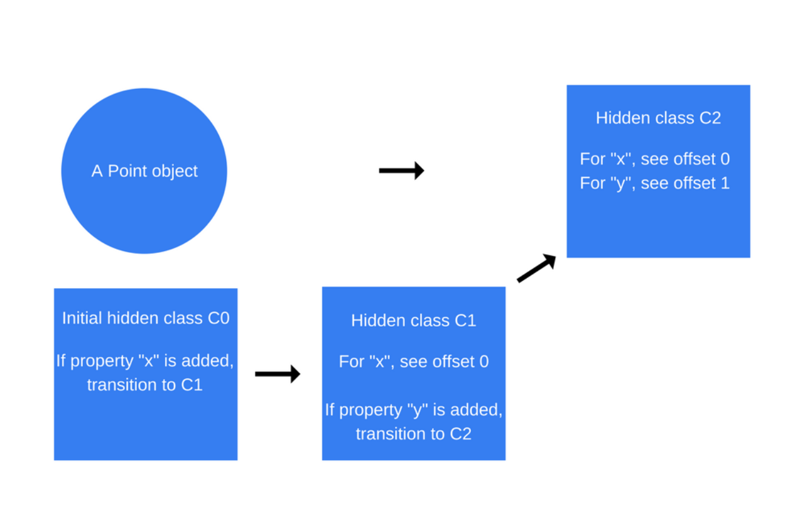 A Point object
Hidden class C2
For "x", see offset 0
For "y", see offset 1
Initial hidden class C0
If property "x" is added,
transition to C1
Hidden class C1
For "x", see offset 0
If property "y" is added,
transition to C2